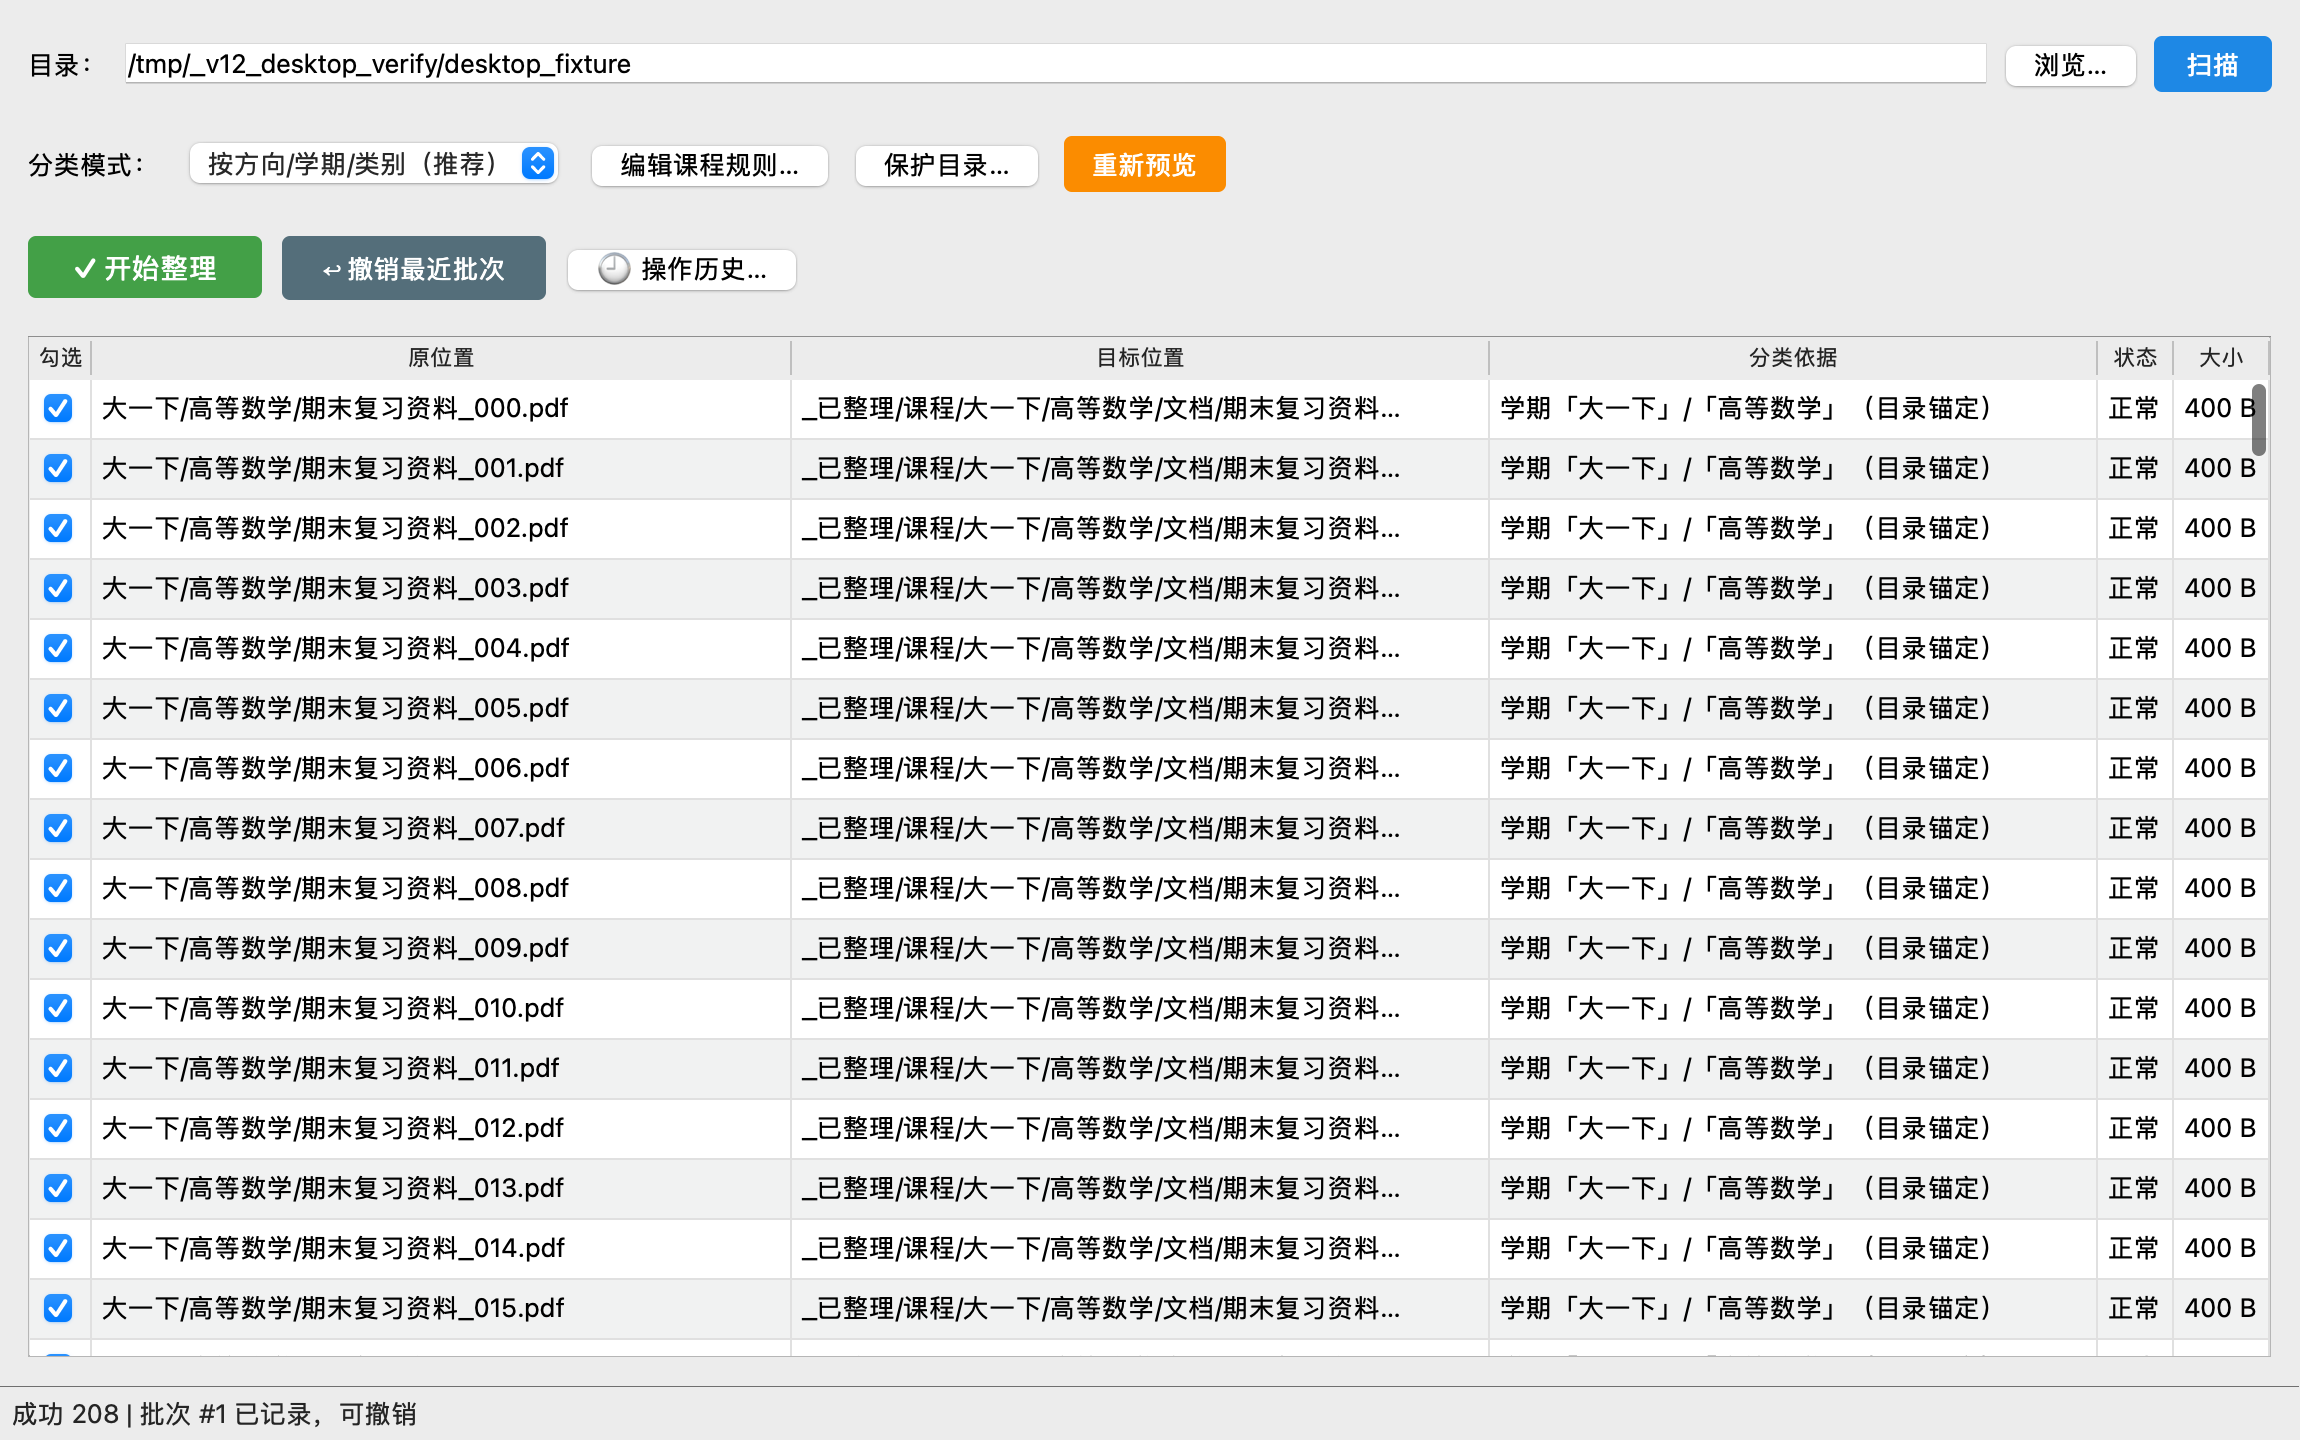 目录： /tmp/_v12_desktop_verify/desktop_fixture 浏览... 扫描
分类模式： 按方向/学期/类别（推荐） 编辑课程规则... 保护目录... 重新预览
✓ 开始整理 ↩ 撤销最近批次 操作历史...
勾选 原位置 目标位置 分类依据 状态 大小
大一下/高等数学/期末复习资料_000.pdf _已整理/课程/大一下/高等数学/文档/期末复习资料... 学期「大一下」/「高等数学」（目录锚定） 正常 400 B
大一下/高等数学/期末复习资料_001.pdf _已整理/课程/大一下/高等数学/文档/期末复习资料... 学期「大一下」/「高等数学」（目录锚定） 正常 400 B
大一下/高等数学/期末复习资料_002.pdf _已整理/课程/大一下/高等数学/文档/期末复习资料... 学期「大一下」/「高等数学」（目录锚定） 正常 400 B
大一下/高等数学/期末复习资料_003.pdf _已整理/课程/大一下/高等数学/文档/期末复习资料... 学期「大一下」/「高等数学」（目录锚定） 正常 400 B
大一下/高等数学/期末复习资料_004.pdf _已整理/课程/大一下/高等数学/文档/期末复习资料... 学期「大一下」/「高等数学」（目录锚定） 正常 400 B
大一下/高等数学/期末复习资料_005.pdf _已整理/课程/大一下/高等数学/文档/期末复习资料... 学期「大一下」/「高等数学」（目录锚定） 正常 400 B
大一下/高等数学/期末复习资料_006.pdf _已整理/课程/大一下/高等数学/文档/期末复习资料... 学期「大一下」/「高等数学」（目录锚定） 正常 400 B
大一下/高等数学/期末复习资料_007.pdf _已整理/课程/大一下/高等数学/文档/期末复习资料... 学期「大一下」/「高等数学」（目录锚定） 正常 400 B
大一下/高等数学/期末复习资料_008.pdf _已整理/课程/大一下/高等数学/文档/期末复习资料... 学期「大一下」/「高等数学」（目录锚定） 正常 400 B
大一下/高等数学/期末复习资料_009.pdf _已整理/课程/大一下/高等数学/文档/期末复习资料... 学期「大一下」/「高等数学」（目录锚定） 正常 400 B
大一下/高等数学/期末复习资料_010.pdf _已整理/课程/大一下/高等数学/文档/期末复习资料... 学期「大一下」/「高等数学」（目录锚定） 正常 400 B
大一下/高等数学/期末复习资料_011.pdf _已整理/课程/大一下/高等数学/文档/期末复习资料... 学期「大一下」/「高等数学」（目录锚定） 正常 400 B
大一下/高等数学/期末复习资料_012.pdf _已整理/课程/大一下/高等数学/文档/期末复习资料... 学期「大一下」/「高等数学」（目录锚定） 正常 400 B
大一下/高等数学/期末复习资料_013.pdf _已整理/课程/大一下/高等数学/文档/期末复习资料... 学期「大一下」/「高等数学」（目录锚定） 正常 400 B
大一下/高等数学/期末复习资料_014.pdf _已整理/课程/大一下/高等数学/文档/期末复习资料... 学期「大一下」/「高等数学」（目录锚定） 正常 400 B
大一下/高等数学/期末复习资料_015.pdf _已整理/课程/大一下/高等数学/文档/期末复习资料... 学期「大一下」/「高等数学」（目录锚定） 正常 400 B
成功 208 | 批次 #1 已记录，可撤销